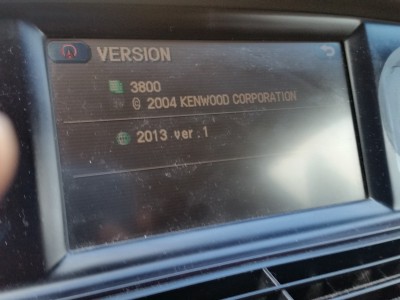 VERSION
3800
© 2004 KENWOOD CORPORATION
2013 ver.1